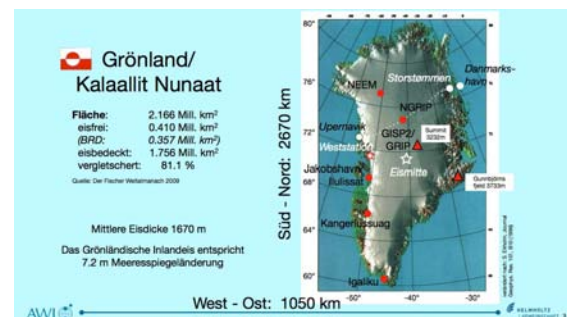 Grönland/
Kalaallit Nunaat
Fläche: 2.166 Mill. km²
eisfrei: 0.410 Mill. km²
(BRD: 0.357 Mill. km²)
eisbedeckt: 1.756 Mill. km²
vergletschert: 81.1 %
Quelle: Der Fischer Weltalmanach 2009
Mittlere Eisdicke 1670 m
Das Grönländische Inlandeis entspricht
7.2 m Meeresspiegeländerung
Süd - Nord: 2670 km
West - Ost: 1050 km
80°
76°
72°
68°
64°
60°
-50°
-40°
-30°
NEEM
Storstømmen
Danmarks-
havn
NGRIP
Upernawik
GISP2/
GRIP
Summit
3232m
Weststation
Eismitte
Jakobshavn
Ilulissat
fjeld 3733m
Kangerlussuaq
Igaliku
AWI
HELMHOLTZ